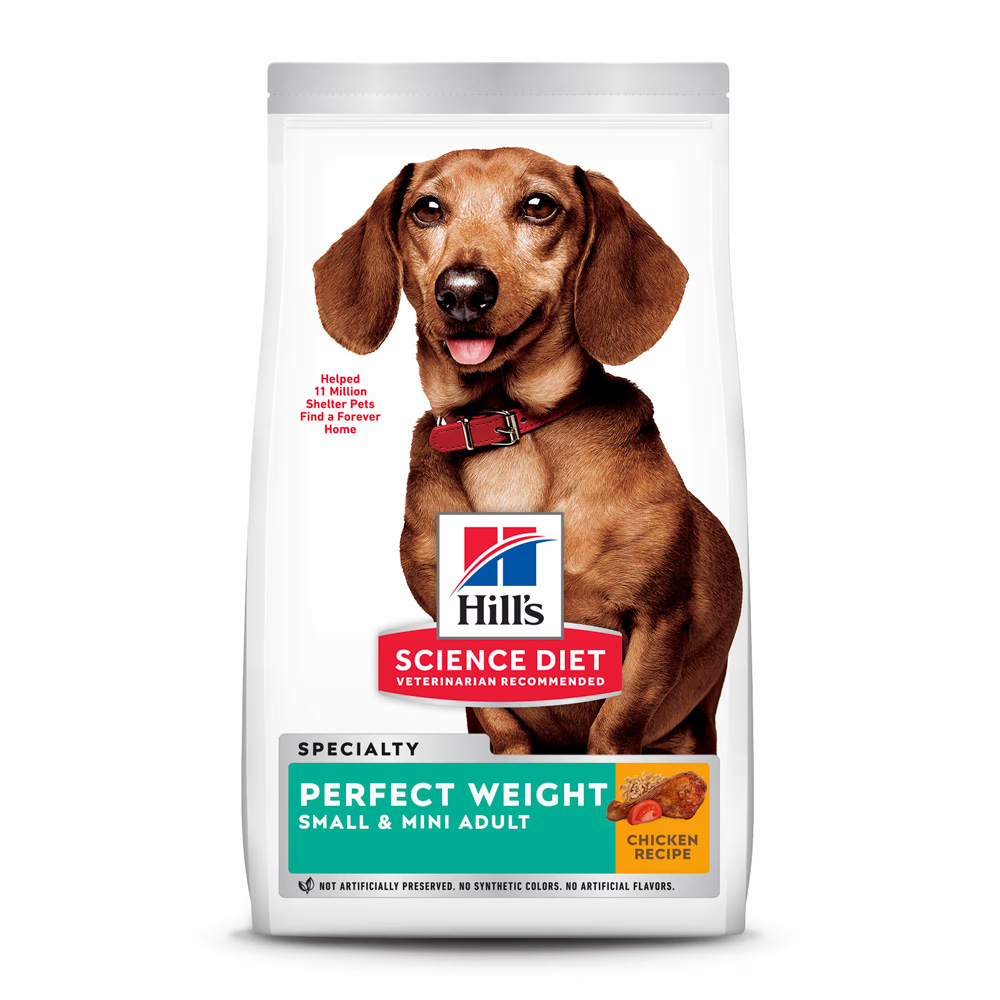 Helped
11 Million
Shelter Pets
Find a Forever
Home
Hill's
SCIENCE DIET
VETERINARIAN RECOMMENDED
SPECIALTY
PERFECT WEIGHT
SMALL & MINI ADULT
CHICKEN
RECIPE
NOT ARTIFICIALLY PRESERVED. NO SYNTHETIC COLORS. NO ARTIFICIAL FLAVORS.